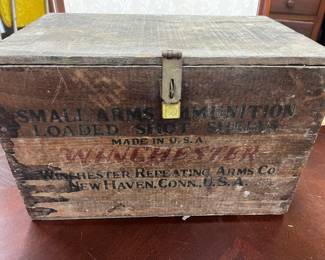 SMALL ARMS AMMUNITION
LOADED SHOT SHELLS
MADE IN U.S.A.
WINCHESTER
WINCHESTER REPEATING ARMS CO.
NEW HAVEN, CONN., U.S.A.